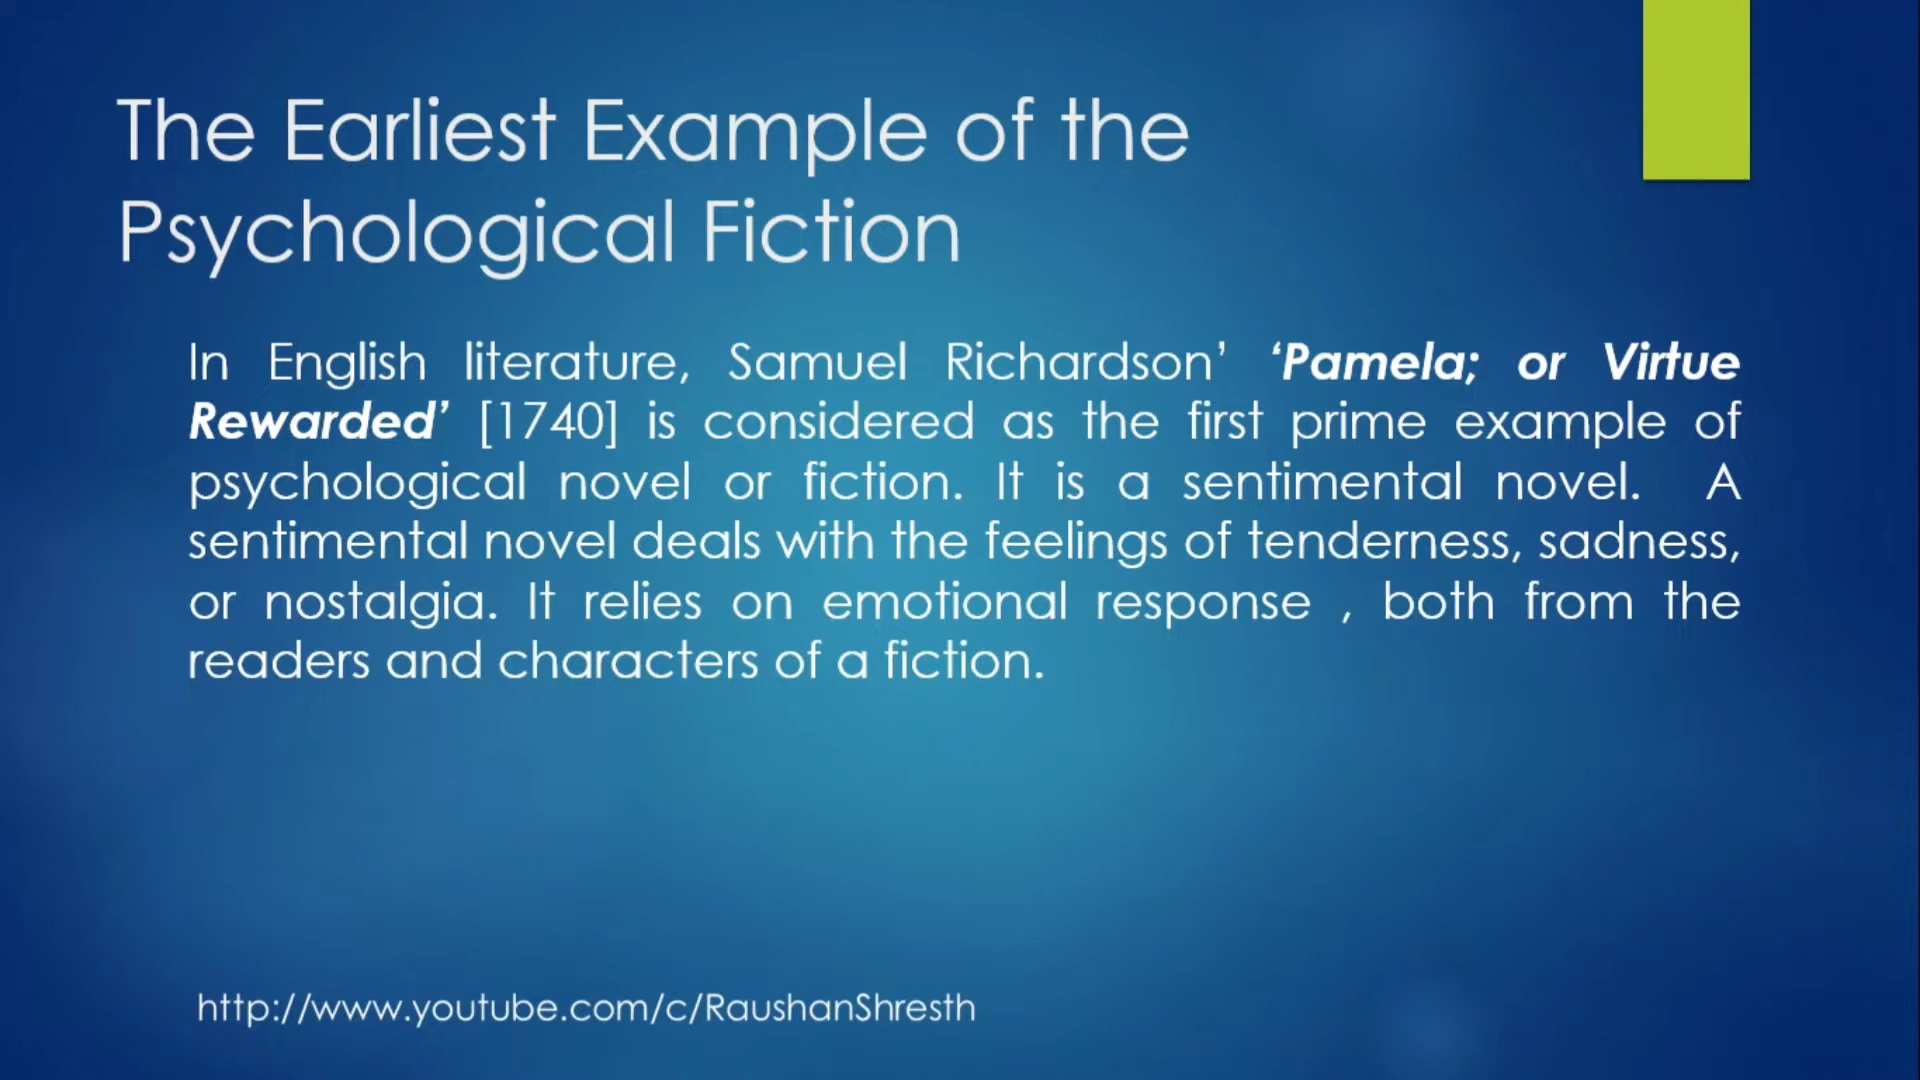 The Earliest Example of the
Psychological Fiction
In English literature, Samuel Richardson’ ‘Pamela; or Virtue
Rewarded’ [1740] is considered as the first prime example of
psychological novel or fiction. It is a sentimental novel. A
sentimental novel deals with the feelings of tenderness, sadness,
or nostalgia. It relies on emotional response , both from the
readers and characters of a fiction.
http://www.youtube.com/c/RaushanShresth